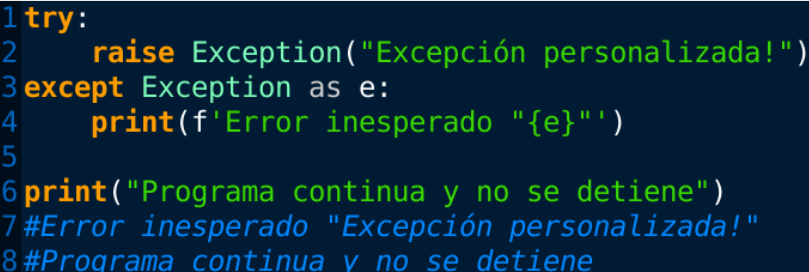 1 try:
2     raise Exception("Excepción personalizada!")
3 except Exception as e:
4     print(f'Error inesperado "{e}"')
5
6 print("Programa continua y no se detiene")
7 #Error inesperado "Excepción personalizada!"
8 #Programa continua y no se detiene